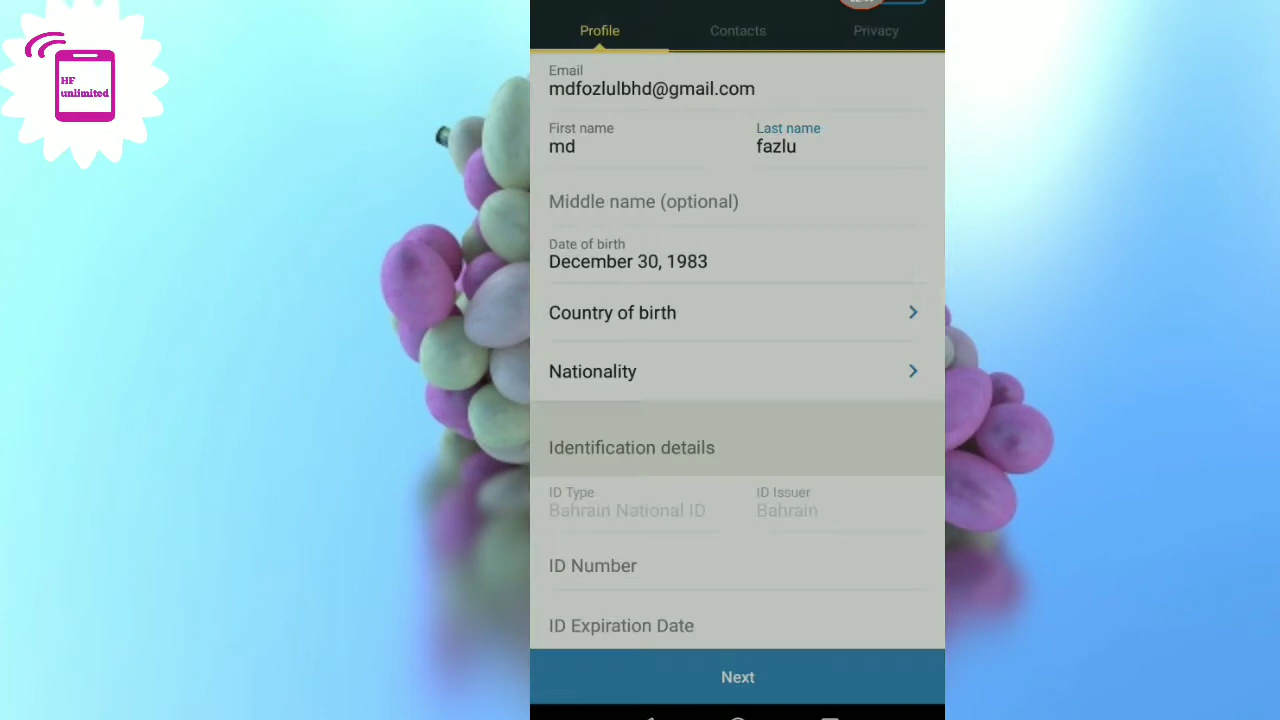 HF
unlimited
Profile
Contacts
Privacy
Email
mdfozlulbhd@gmail.com
First name
Last name
md
fazlu
Middle name (optional)
Date of birth
December 30, 1983
Country of birth
Nationality
Identification details
ID Type
ID Issuer
Bahrain National ID
Bahrain
ID Number
ID Expiration Date
Next